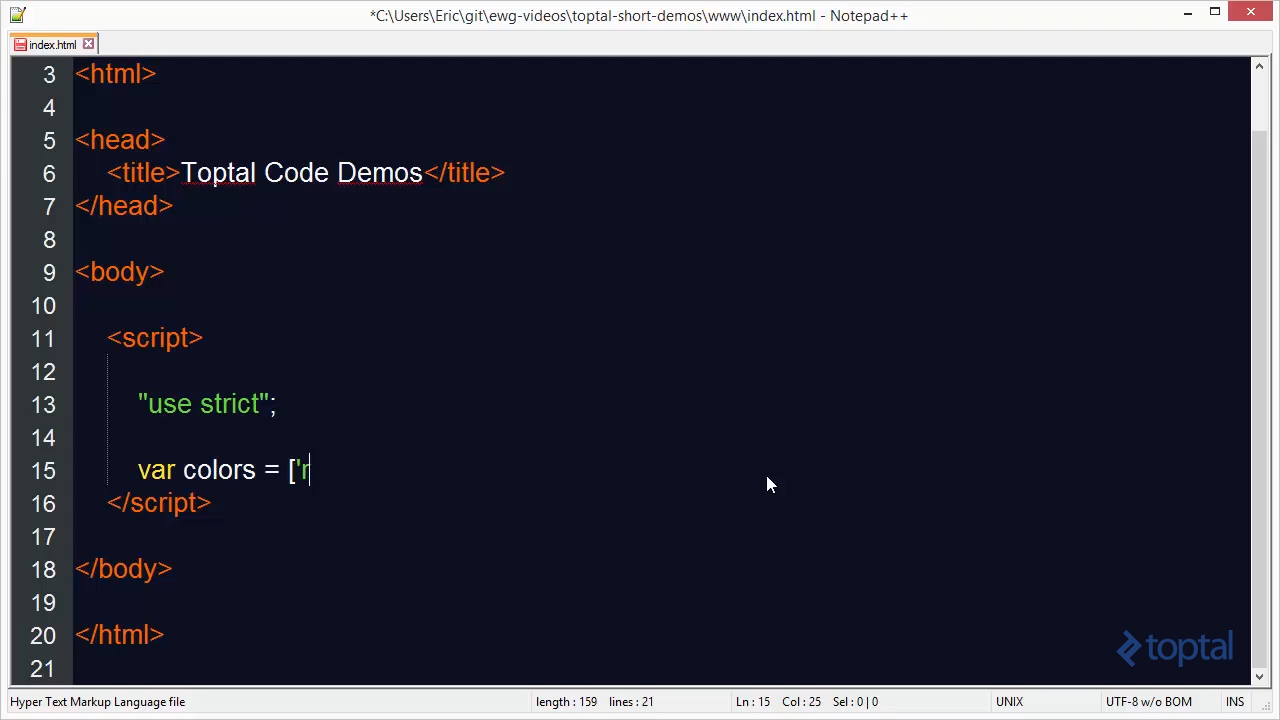 *C:\Users\Eric\git\ewg-videos\toptal-short-demos\www\index.html - Notepad++
index.html
3 <html>
4
5 <head>
6 <title>Toptal Code Demos</title>
7 </head>
8
9 <body>
10
11 <script>
12
13 "use strict";
14
15 var colors = ['r
16 </script>
17
18 </body>
19
20 </html>
21
toptal
Hyper Text Markup Language file length : 159 lines : 21 Ln : 15 Col : 25 Sel : 0 | 0 UNIX UTF-8 w/o BOM INS